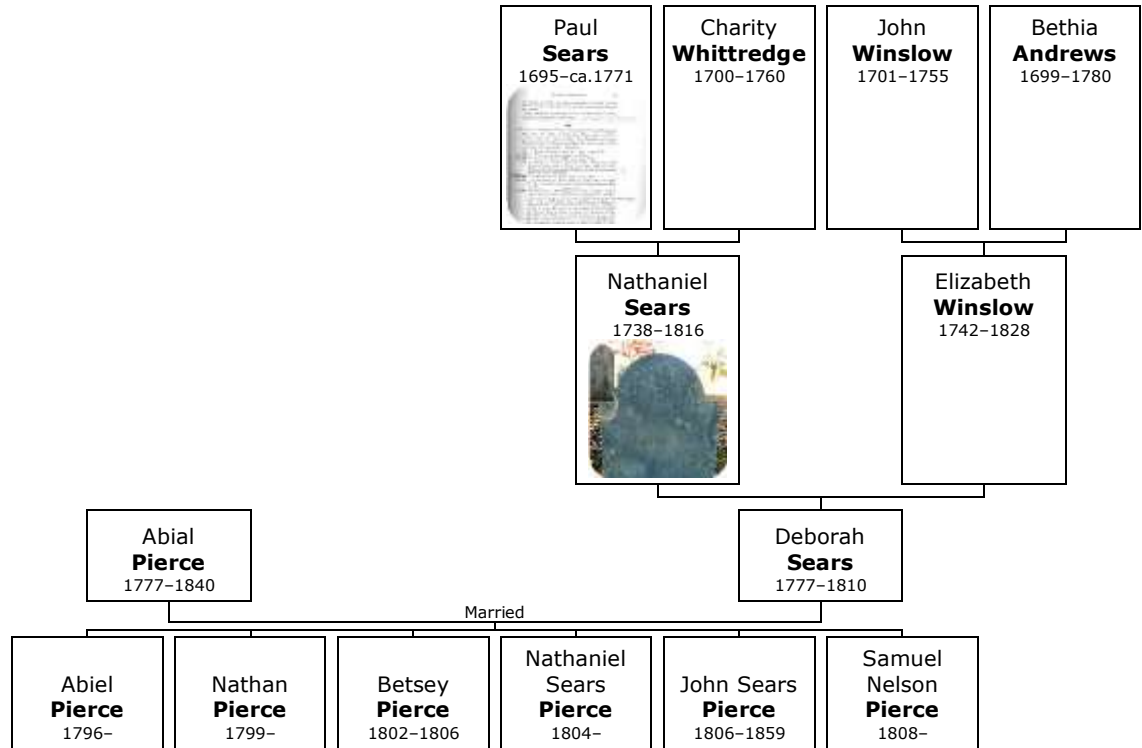 Paul
Sears
1695–ca.1771
Charity
Whittredge
1700–1760
John
Winslow
1701–1755
Bethia
Andrews
1699–1780
Nathaniel
Sears
1738–1816
Elizabeth
Winslow
1742–1828
Abial
Pierce
1777–1840
Deborah
Sears
1777–1810
Married
Abiel
Pierce
1796–
Nathan
Pierce
1799–
Betsey
Pierce
1802–1806
Nathaniel
Sears
Pierce
1804–
John Sears
Pierce
1806–1859
Samuel
Nelson
Pierce
1808–